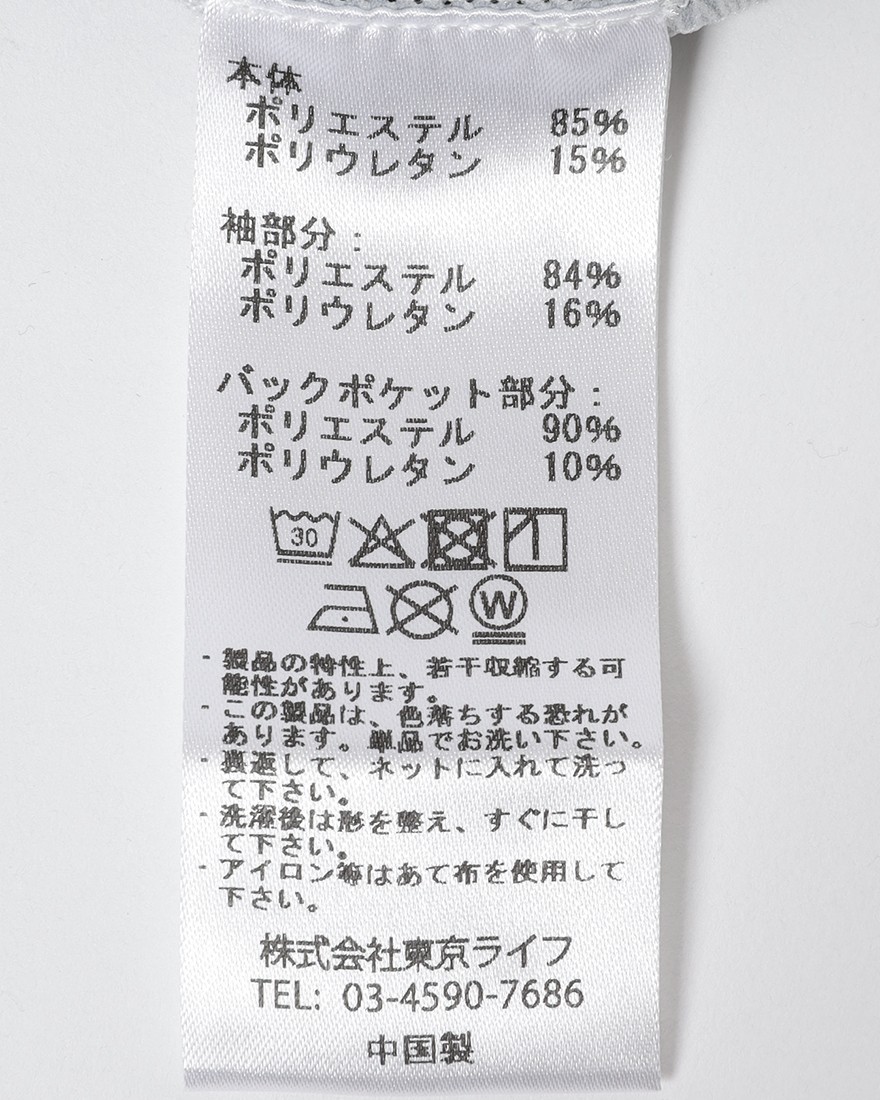 本体
ポリエステル 85%
ポリウレタン 15%
袖部分:
ポリエステル 84%
ポリウレタン 16%
バックポケット部分:
ポリエステル 90%
ポリウレタン 10%
30
W
・製品の特性上、若干収縮する可
能性があります。
・この製品は、色落ちする恐れが
あります。単品でお洗い下さい。
・裏返して、ネットに入れて洗っ
て下さい。
・洗濯後は形を整え、すぐに干し
て下さい。
・アイロン等はあて布を使用して
下さい。
株式会社東京ライフ
TEL: 03-4590-7686
中国製